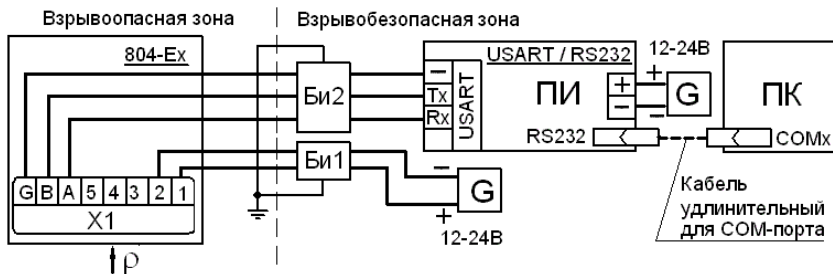 Взрывоопасная зона
Взрывобезопасная зона
804-Ex
USART / RS232
12-24В
Би2
–
Tx
Rx
USART
ПИ
+
–
+
–
G
ПК
RS232
COMx
Би1
–
+
G
12-24В
G B A 5 4 3 2 1
X1
ρ
Кабель
удлинительный
для COM-порта